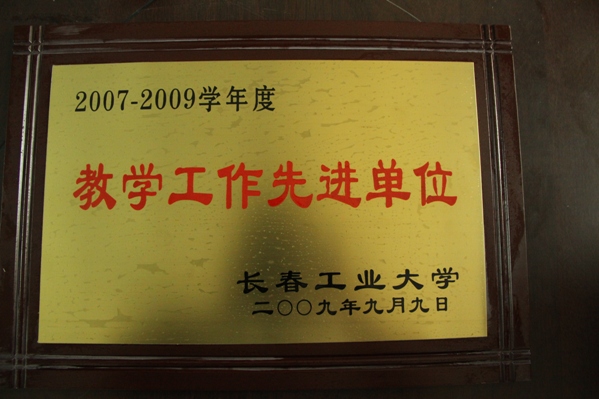 2007-2009学年度
教学工作先进单位
长春工业大学
二〇〇九年九月九日